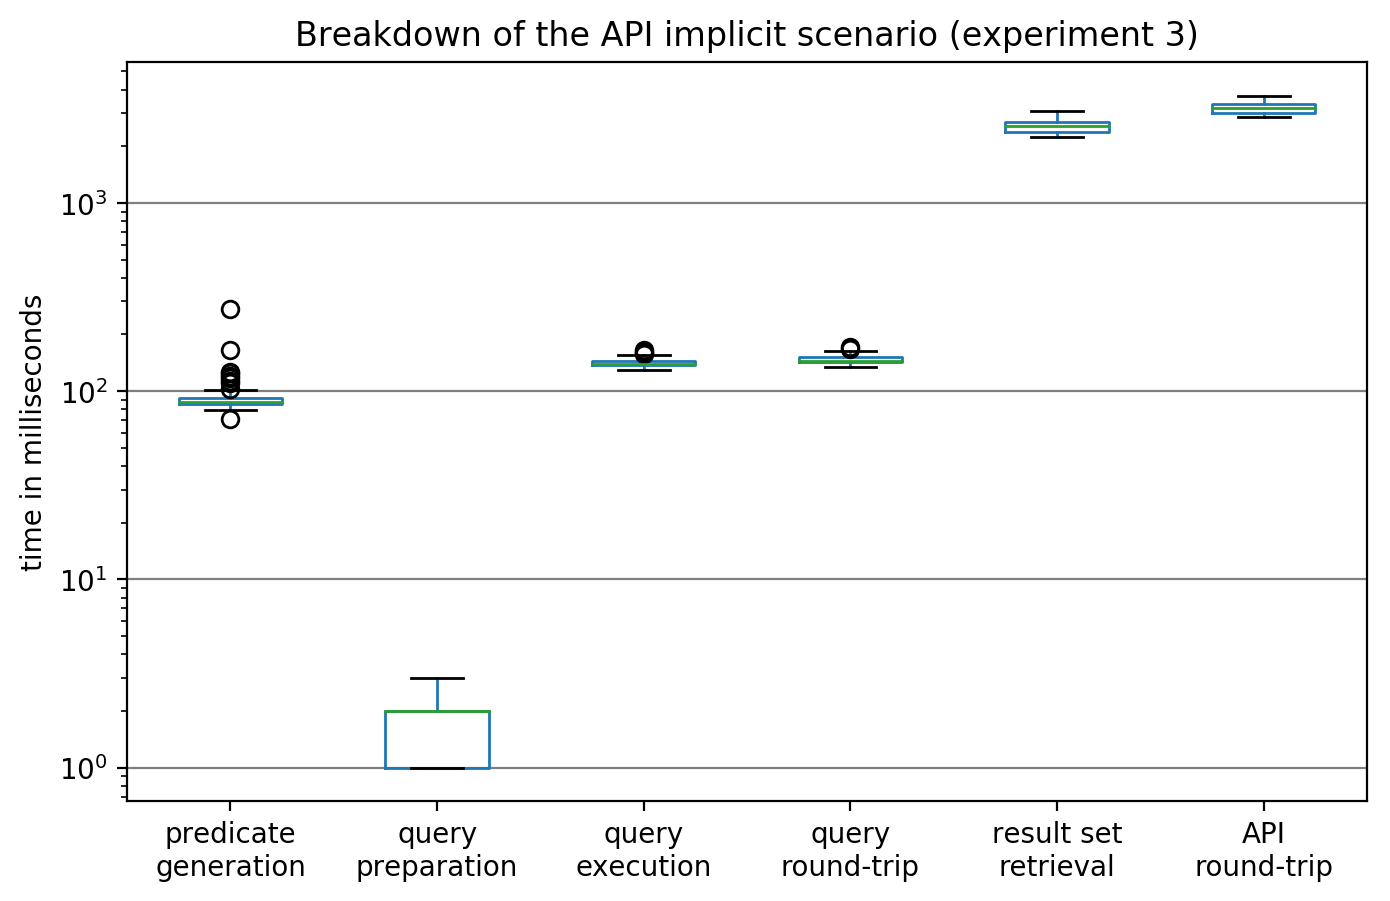 Breakdown of the API implicit scenario (experiment 3)
time in milliseconds
10³
10²
10¹
10⁰
predicate
generation
query
preparation
query
execution
query
round-trip
result set
retrieval
API
round-trip